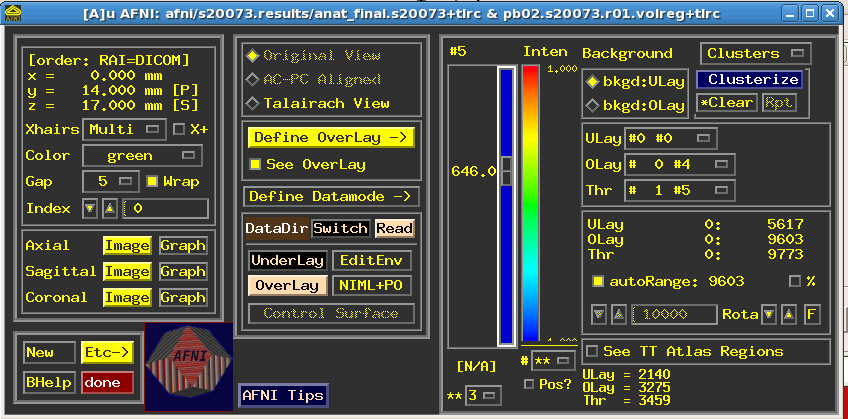 [A]u AFNI: afni/s20073.results/anat_final.s20073+tlrc & pb02.s20073.r01.volreg+tlrc
[order: RAI=DICOM]
x = 0.000 mm
y = 14.000 mm [P]
z = 17.000 mm [S]
Xhairs Multi X+
Color green
Gap 5 Wrap
Index 0
Axial Image Graph
Sagittal Image Graph
Coronal Image Graph
New Etc->
BHelp done
AFNI
Original View
AC-PC Aligned
Talairach View
Define OverLay ->
See OverLay
Define Datamode ->
DataDir Switch Read
UnderLay EditEnv
OverLay NIML+PO
Control Surface
AFNI Tips
#5 Inten
1.000
646.0
-1.000
[N/A] # **
** 3 Pos?
Background Clusters
bkgd:ULay Clusterize
bkgd:OLay *Clear Rpt
ULay #0 #0
OLay # 0 #4
Thr # 1 #5
ULay 0: 5617
OLay 0: 9603
Thr 0: 9773
autoRange: 9603 %
10000 Rota F
See TT Atlas Regions
ULay = 2140
OLay = 3275
Thr = 3459